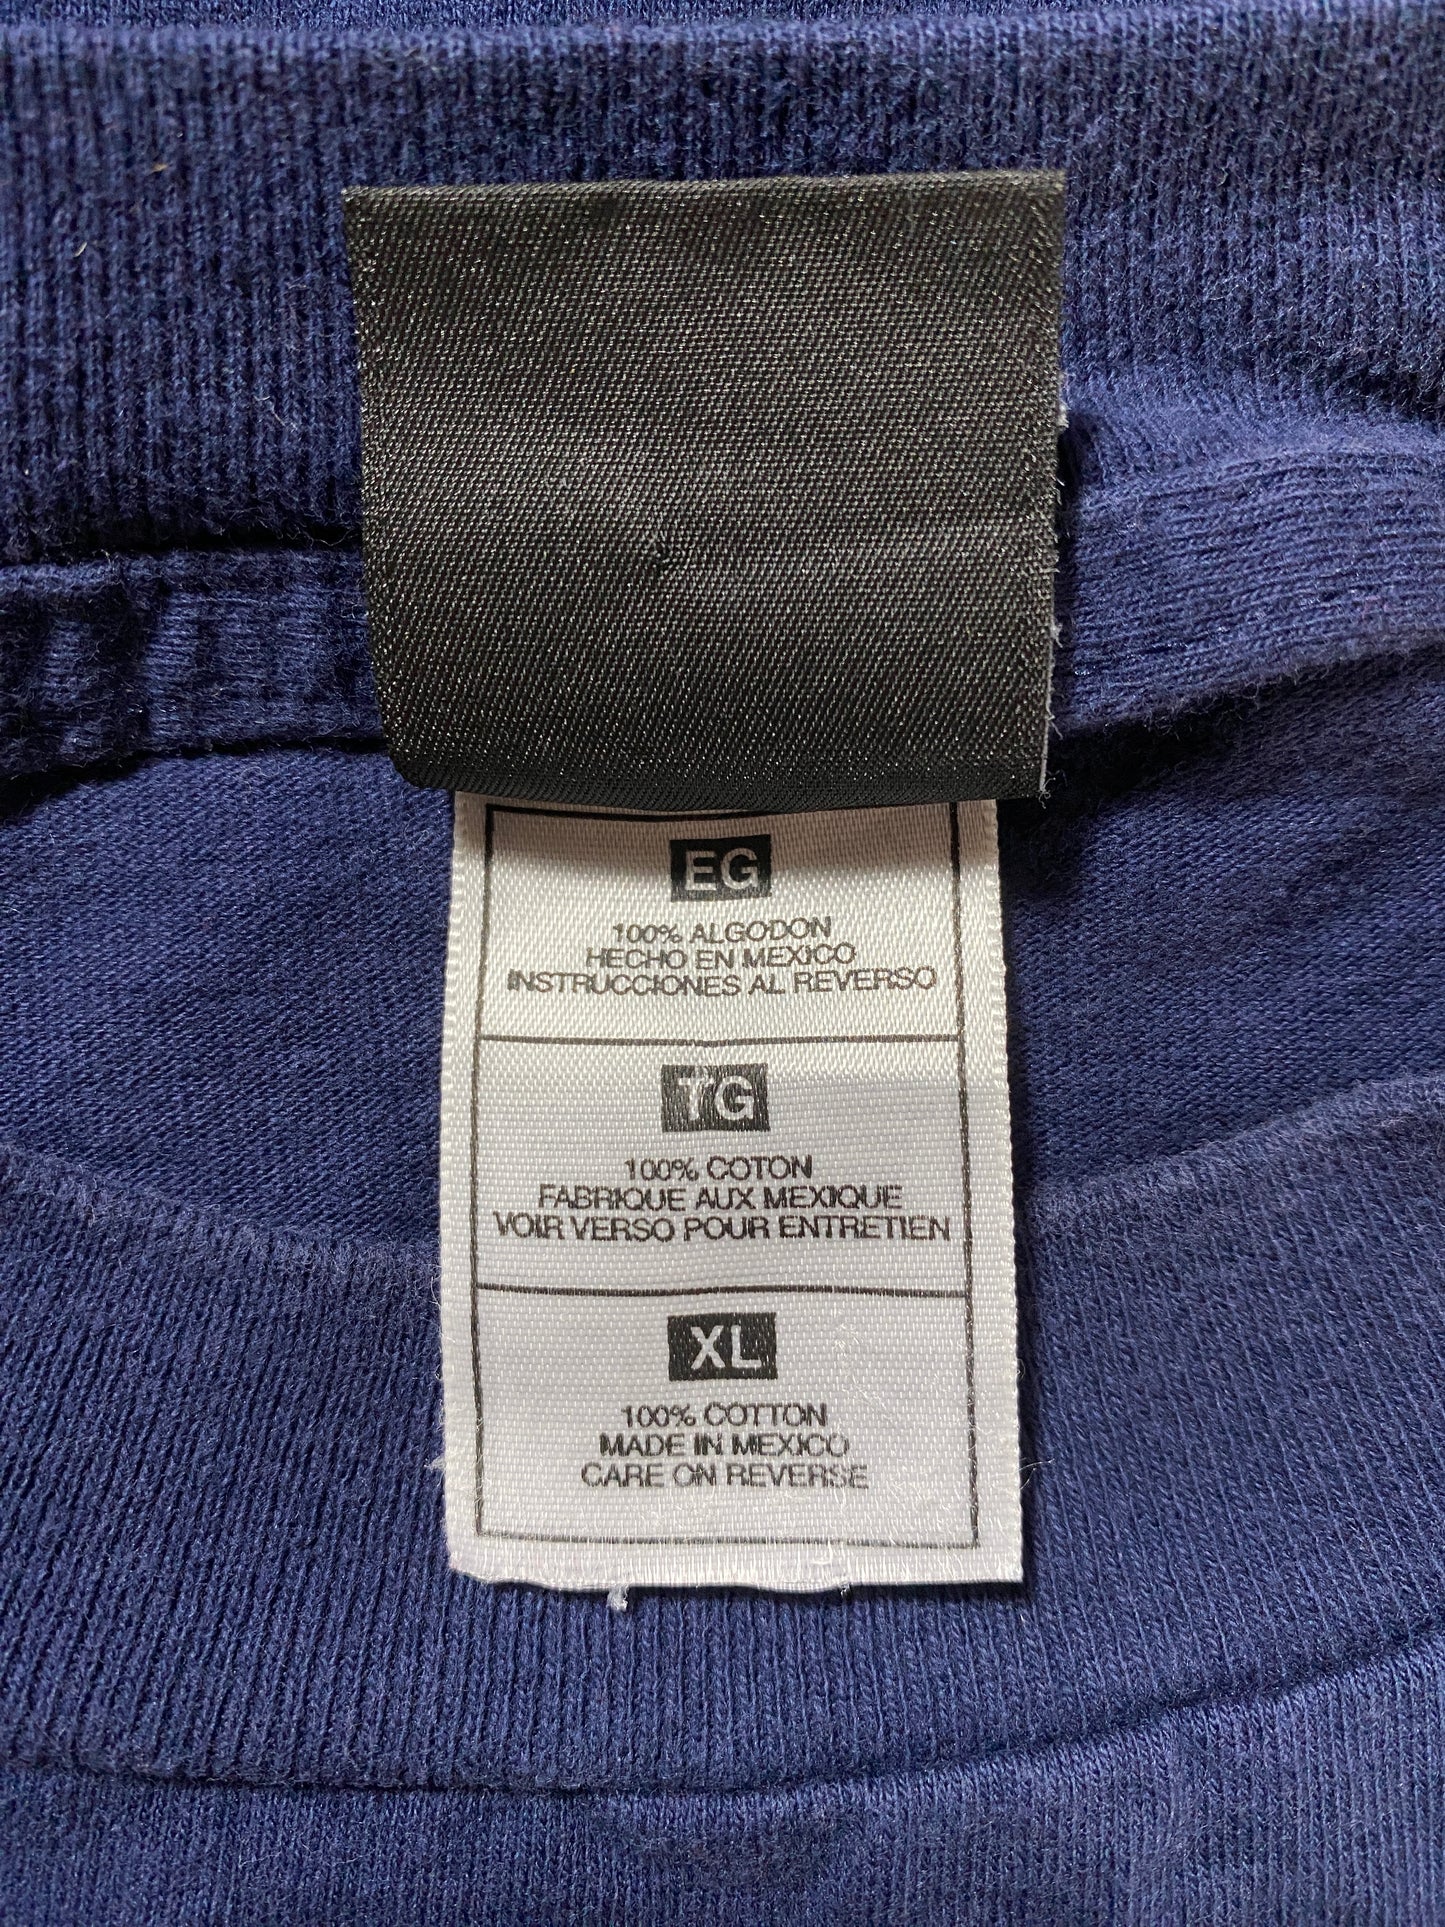 EG
100% ALGODON
HECHO EN MEXICO
INSTRUCCIONES AL REVERSO
TG
100% COTON
FABRIQUE AUX MEXIQUE
VOIR VERSO POUR ENTRETIEN
XL
100% COTTON
MADE IN MEXICO
CARE ON REVERSE